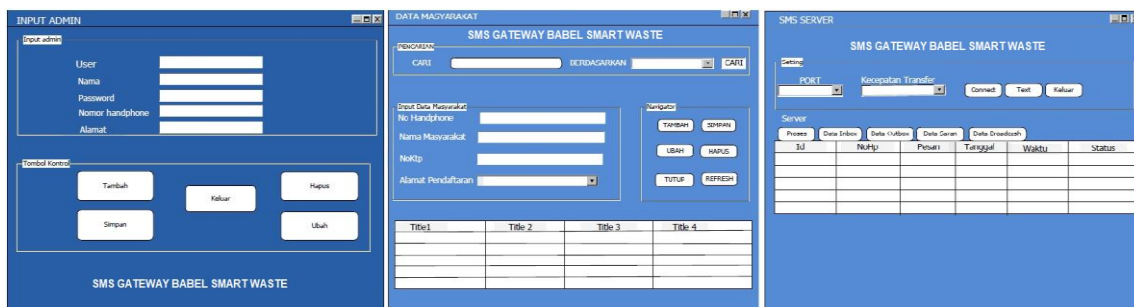 INPUT ADMIN
Input admin
User
Nama
Password
Nomor handphone
Alamat
Tombol Kontrol
Tambah
Hapus
Keluar
Simpan
Ubah
SMS GATEWAY BABEL SMART WASTE
DATA MASYARAKAT
SMS GATEWAY BABEL SMART WASTE
PENCARIAN
CARI BERDASARKAN CARI
Input Data Masyarakat
No Handphone
Nama Masyarakat
NoKtp
Alamat Pendaftaran
Navigator
TAMBAH SIMPAN
UBAH HAPUS
TUTUP REFRESH
Title1 Title 2 Title 3 Title 4
SMS SERVER
SMS GATEWAY BABEL SMART WASTE
Setting
PORT Kecepatan Transfer
Connect Text Keluar
Server
Proses Data Inbox Data Outbox Data Saran Data Broadcash
Id NoHp Pesan Tanggal Waktu Status